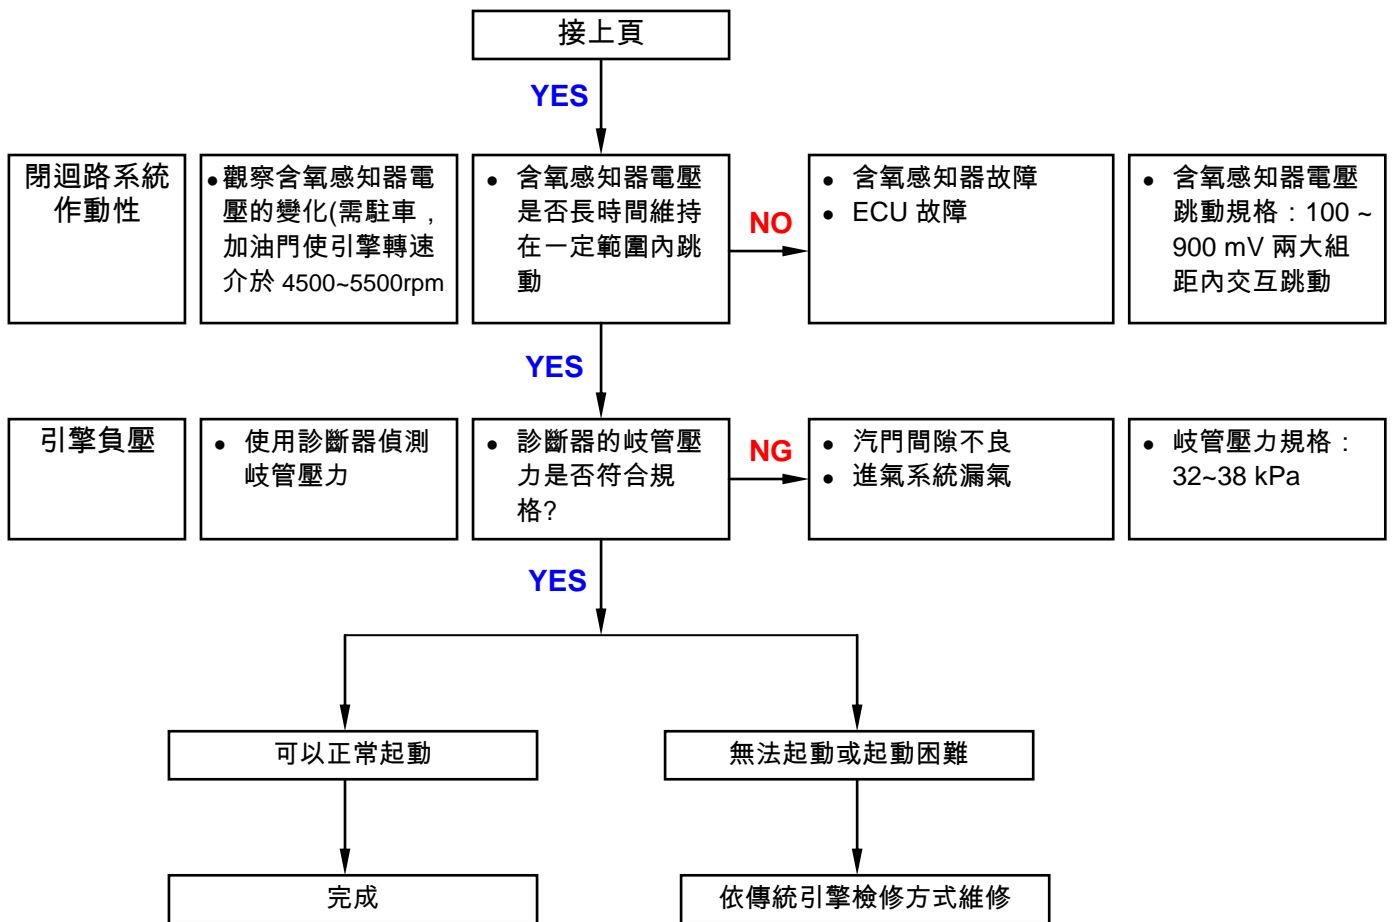 接上頁
YES
閉迴路系統
作動性
•觀察含氧感知器電
壓的變化(需駐車，
加油門使引擎轉速
介於 4500~5500rpm
• 含氧感知器電壓
是否長時間維持
在一定範圍內跳
動
NO
• 含氧感知器故障
• ECU 故障
• 含氧感知器電壓
跳動規格：100 ~
900 mV 兩大組
距內交互跳動
YES
引擎負壓
• 使用診斷器偵測
岐管壓力
• 診斷器的岐管壓
力是否符合規
格?
NG
• 汽門間隙不良
• 進氣系統漏氣
• 岐管壓力規格：
32~38 kPa
YES
可以正常起動
無法起動或起動困難
完成
依傳統引擎檢修方式維修